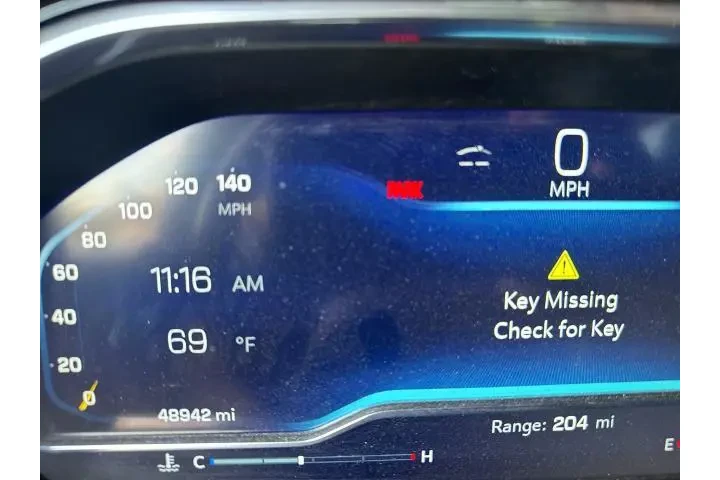 0
MPH
PARK
140
120
MPH
100
80
60
11:16 AM
Key Missing
40
Check for Key
69 °F
20
0
48942 mi
Range: 204 mi
E
C H